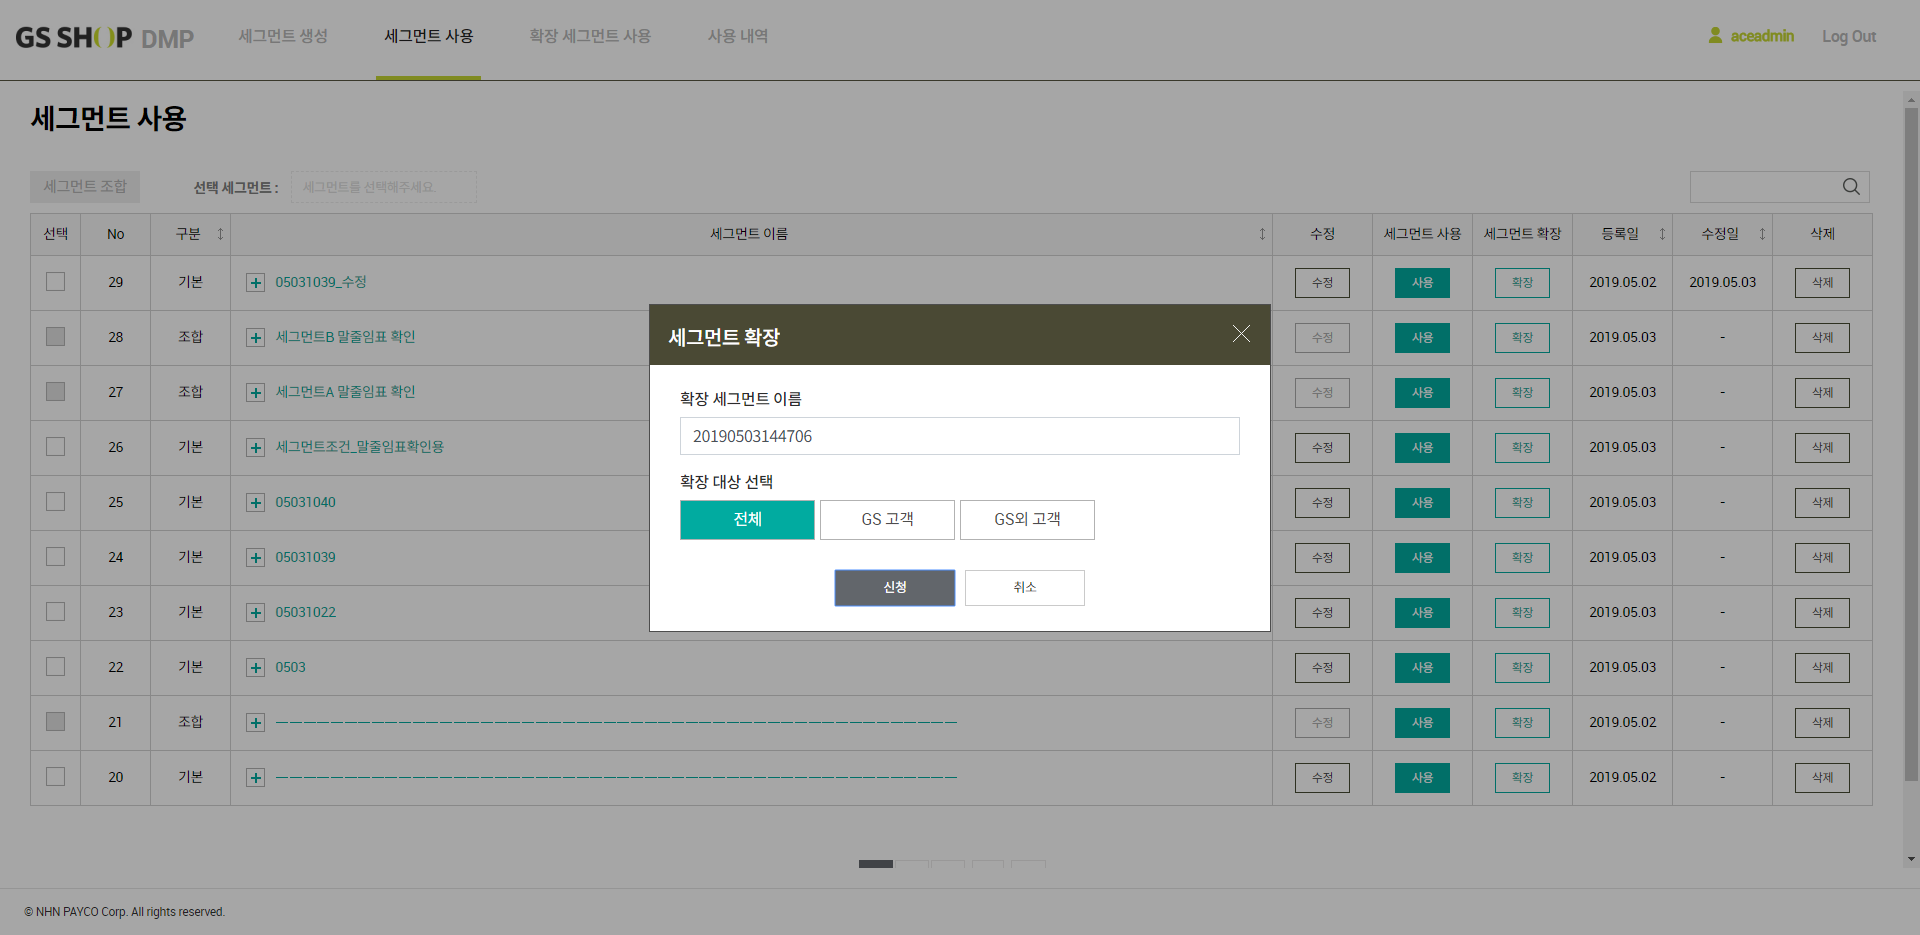 GS SHOP DMP 세그먼트 생성 세그먼트 사용 확장 세그먼트 사용 사용 내역 aceadmin Log Out
세그먼트 사용
세그먼트 조합 선택 세그먼트 : 세그먼트를 선택해주세요.
선택 No 구분 세그먼트 이름 수정 세그먼트 사용 세그먼트 확장 등록일 수정일 삭제
29 기본 05031039_수정 수정 사용 확장 2019.05.02 2019.05.03 삭제
28 조합 세그먼트B 말줄임표 확인 수정 사용 확장 2019.05.03 - 삭제
27 조합 세그먼트A 말줄임표 확인 수정 사용 확장 2019.05.03 - 삭제
26 기본 세그먼트조건_말줄임표확인용 수정 사용 확장 2019.05.03 - 삭제
25 기본 05031040 수정 사용 확장 2019.05.03 - 삭제
24 기본 05031039 수정 사용 확장 2019.05.03 - 삭제
23 기본 05031022 수정 사용 확장 2019.05.03 - 삭제
22 기본 0503 수정 사용 확장 2019.05.03 - 삭제
21 조합 ㅡㅡㅡㅡㅡㅡㅡㅡㅡㅡㅡㅡㅡㅡㅡㅡㅡㅡㅡㅡㅡㅡㅡㅡㅡㅡㅡㅡㅡㅡㅡㅡㅡㅡㅡㅡㅡㅡㅡㅡㅡㅡㅡㅡㅡㅡㅡㅡㅡㅡ 수정 사용 확장 2019.05.02 - 삭제
20 기본 ㅡㅡㅡㅡㅡㅡㅡㅡㅡㅡㅡㅡㅡㅡㅡㅡㅡㅡㅡㅡㅡㅡㅡㅡㅡㅡㅡㅡㅡㅡㅡㅡㅡㅡㅡㅡㅡㅡㅡㅡㅡㅡㅡㅡㅡㅡㅡㅡㅡㅡ 수정 사용 확장 2019.05.02 - 삭제
세그먼트 확장
확장 세그먼트 이름
20190503144706
확장 대상 선택
전체 GS 고객 GS외 고객
신청 취소
© NHN PAYCO Corp. All rights reserved.